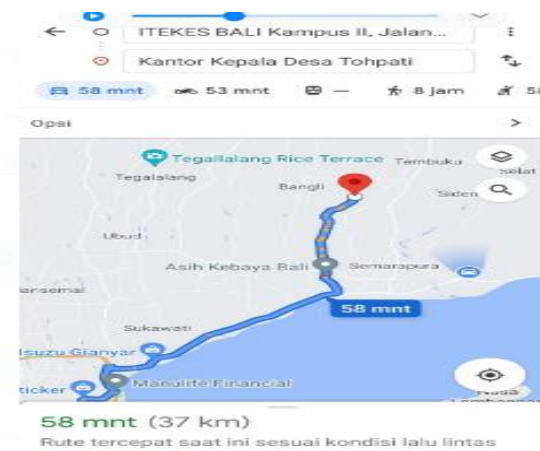 ITEKES BALI Kampus II, Jalan...
Kantor Kepala Desa Tohpati
58 mnt 53 mnt — 8 jam
Opsi
Tegallalang Rice Terrace
Tembuku
Tegalalang
Bangli
Ubud
Asih Kebaya Bali
Semarapura
58 mnt
Sukawati
Isuzu Gianyar
Manulife Financial
ticker
58 mnt (37 km)
Rute tercepat saat ini sesuai kondisi lalu lintas